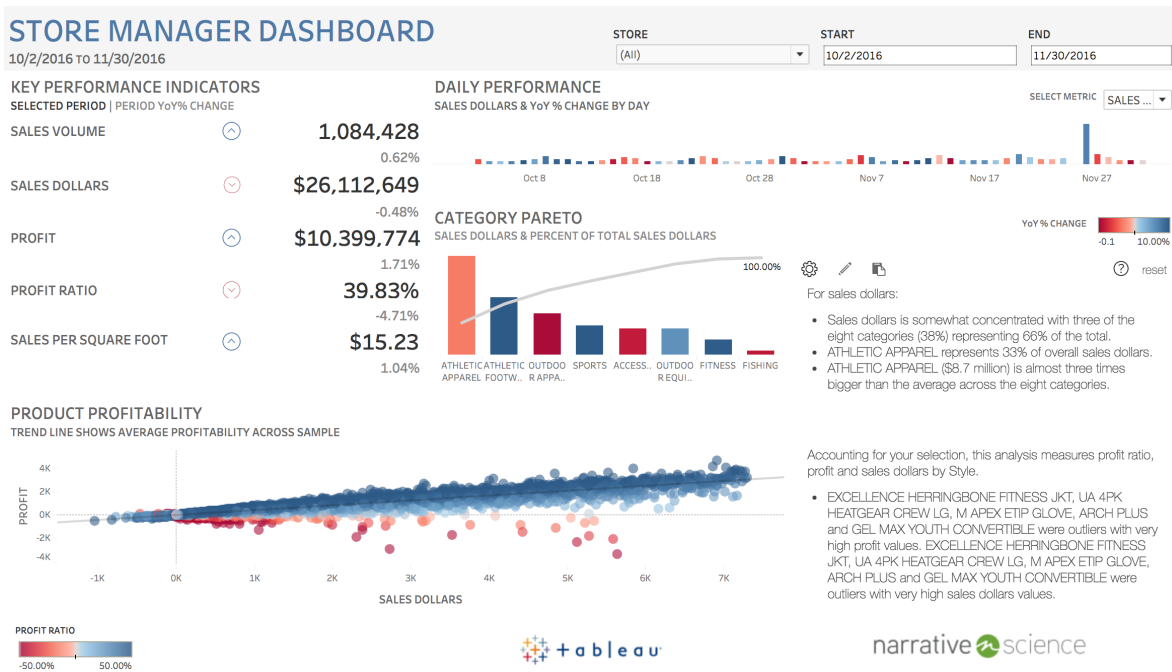 STORE MANAGER DASHBOARD
10/2/2016 TO 11/30/2016
STORE
(All)
START
10/2/2016
END
11/30/2016
KEY PERFORMANCE INDICATORS
SELECTED PERIOD | PERIOD YoY% CHANGE
SALES VOLUME
1,084,428
0.62%
SALES DOLLARS
$26,112,649
-0.48%
PROFIT
$10,399,774
1.71%
PROFIT RATIO
39.83%
-4.71%
SALES PER SQUARE FOOT
$15.23
1.04%
DAILY PERFORMANCE
SALES DOLLARS & YoY % CHANGE BY DAY
SELECT METRIC
SALES ...
Oct 8
Oct 18
Oct 28
Nov 7
Nov 17
Nov 27
CATEGORY PARETO
SALES DOLLARS & PERCENT OF TOTAL SALES DOLLARS
YoY % CHANGE
-0.1
10.00%
100.00%
ATHLETIC APPAREL
ATHLETIC FOOTW..
OUTDOO R APPA..
SPORTS
ACCESS..
OUTDOO R EQUI..
FITNESS
FISHING
?
reset
For sales dollars:
• Sales dollars is somewhat concentrated with three of the
eight categories (38%) representing 66% of the total.
• ATHLETIC APPAREL represents 33% of overall sales dollars.
• ATHLETIC APPAREL ($8.7 million) is almost three times
bigger than the average across the eight categories.
PRODUCT PROFITABILITY
TREND LINE SHOWS AVERAGE PROFITABILITY ACROSS SAMPLE
PROFIT
4K
2K
0K
-2K
-4K
-1K
0K
1K
2K
3K
4K
5K
6K
7K
SALES DOLLARS
Accounting for your selection, this analysis measures profit ratio,
profit and sales dollars by Style.
• EXCELLENCE HERRINGBONE FITNESS JKT, UA 4PK
HEATGEAR CREW LG, M APEX ETIP GLOVE, ARCH PLUS
and GEL MAX YOUTH CONVERTIBLE were outliers with very
high profit values. EXCELLENCE HERRINGBONE FITNESS
JKT, UA 4PK HEATGEAR CREW LG, M APEX ETIP GLOVE,
ARCH PLUS and GEL MAX YOUTH CONVERTIBLE were
outliers with very high sales dollars values.
PROFIT RATIO
-50.00%
50.00%
+ableau
narrative science